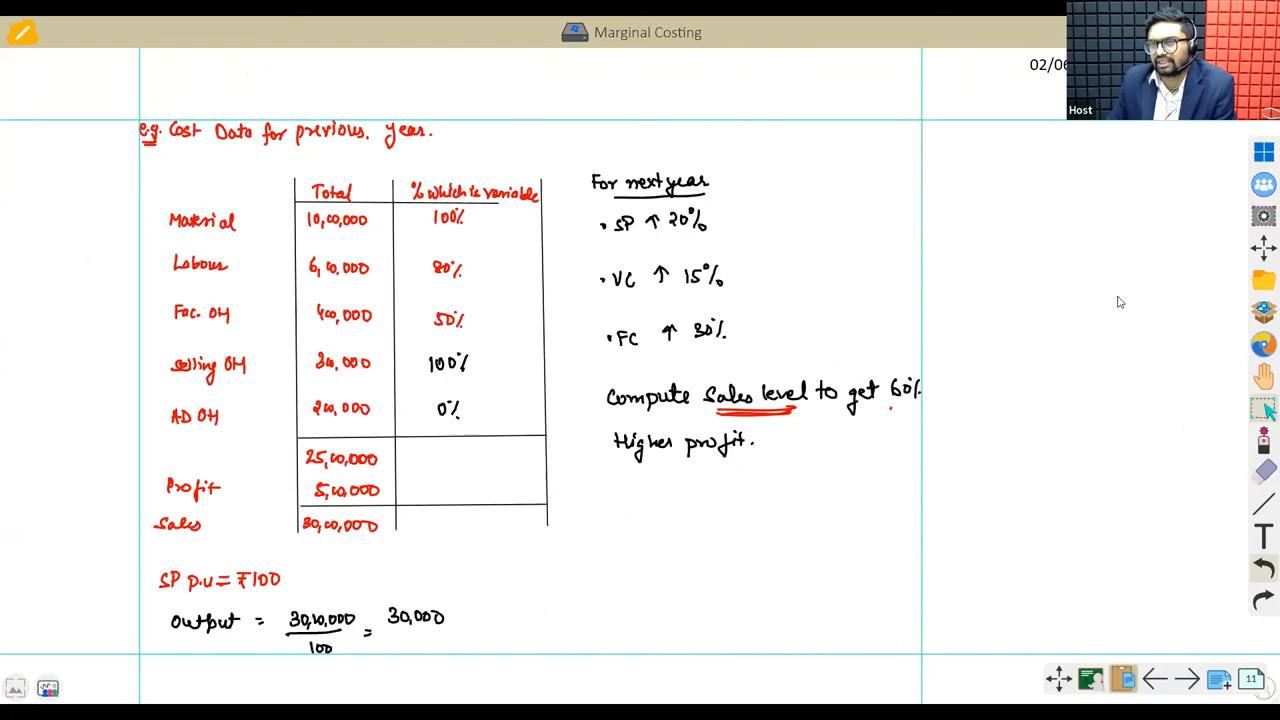 Marginal Costing
02/06
Host
e.g. Cost Data for previous. Year.
Total % which is variable
Material 10,00,000 100%
Labour 6,00,000 80%
Fac. OH 400,000 50%
Selling OH 300,000 100%
AD OH 200,000 0%
25,00,000
Profit 5,00,000
Sales 30,00,000
SP p.u = ₹100
Output = 30,00,000 / 100 = 30,000
For next year
• SP ↑ 20%
• VC ↑ 15%
• FC ↑ 30%
Compute Sales level to get 60%
Higher profit.
T
11